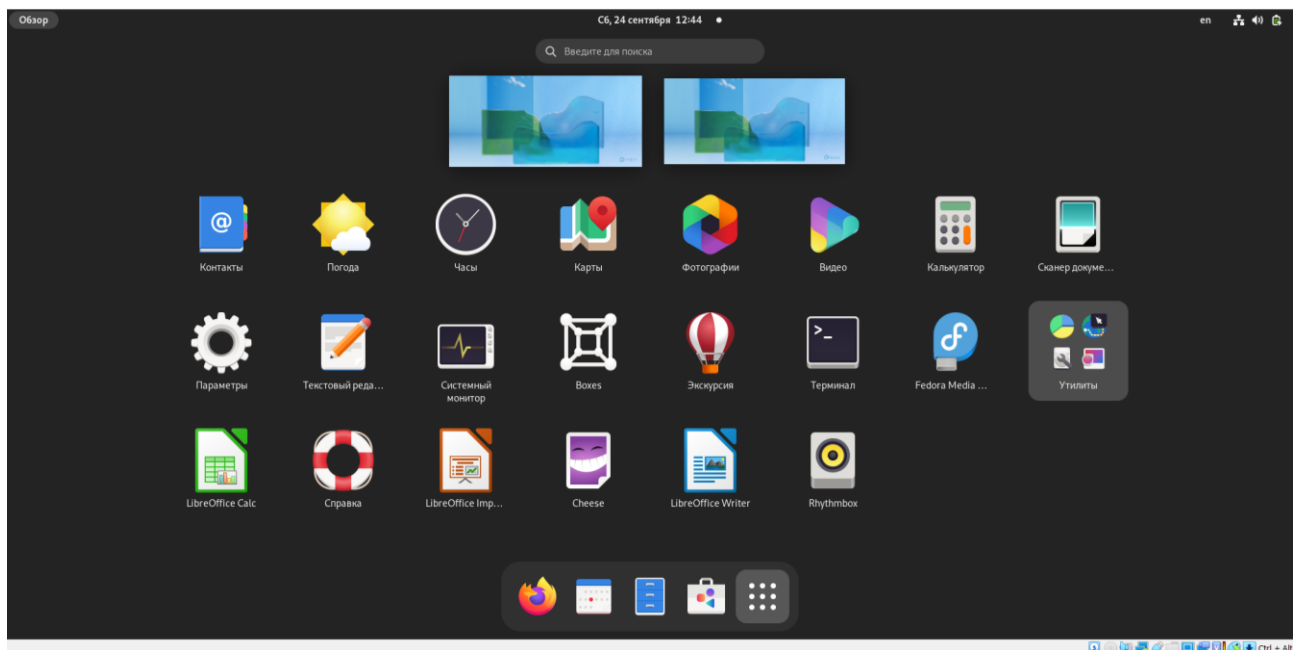 Обзор
Сб, 24 сентября 12:44
en
Введите для поиска
Контакты
Погода
Часы
Карты
Фотографии
Видео
Калькулятор
Сканер докуме...
Параметры
Текстовый реда...
Системный
монитор
Boxes
Экскурсия
Терминал
Fedora Media ...
Утилиты
LibreOffice Calc
Справка
LibreOffice Imp...
Cheese
LibreOffice Writer
Rhythmbox
Ctrl + Alt